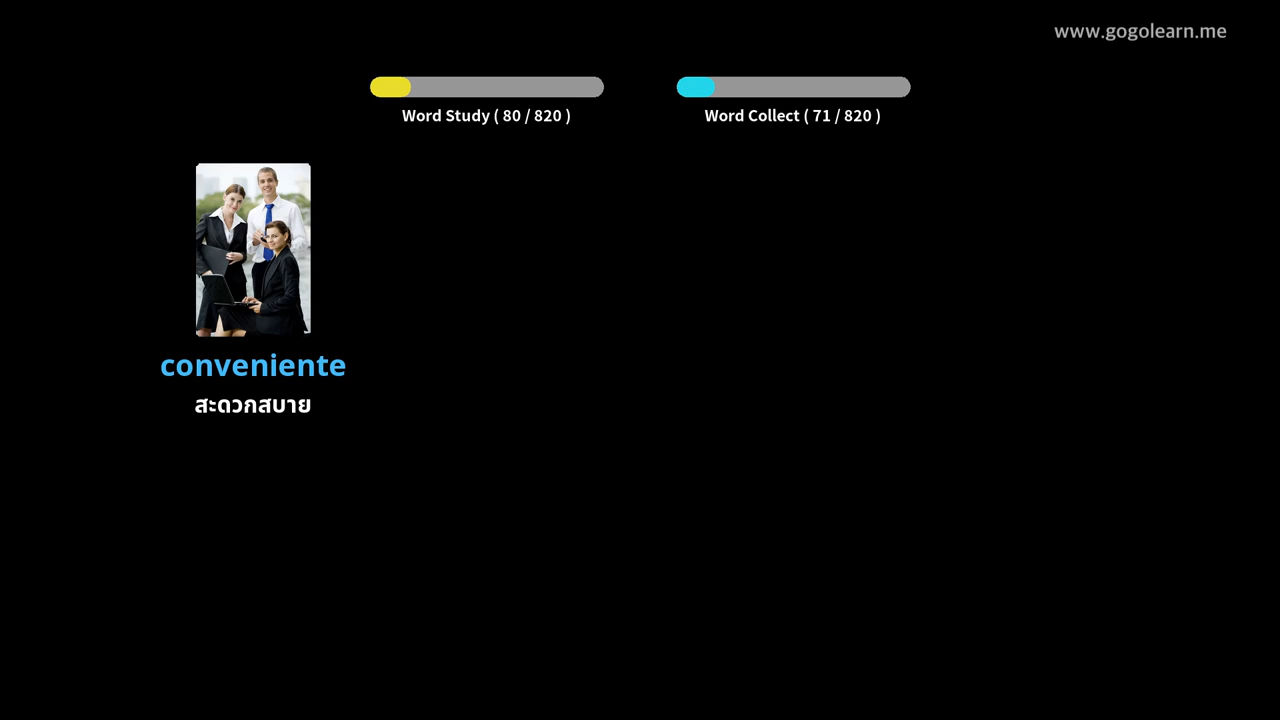 www.gogolearn.me
Word Study ( 80 / 820 )
Word Collect ( 71 / 820 )
conveniente
สะดวกสบาย